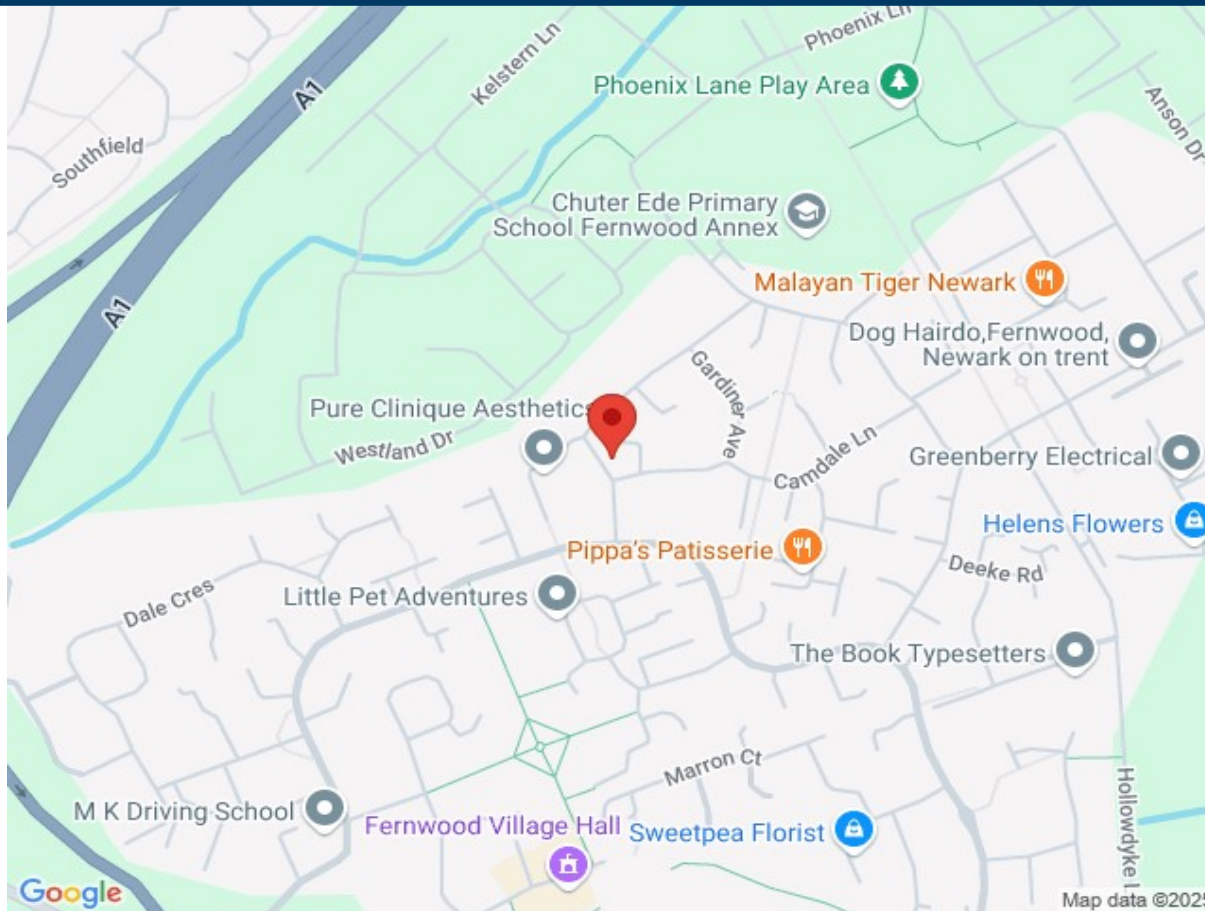 Phoenix Ln
Kelstern Ln
A1
Phoenix Lane Play Area
Anson Dr
Southfield
Chuter Ede Primary
School Fernwood Annex
Malayan Tiger Newark
A1
Dog Hairdo,Fernwood,
Newark on trent
Gardiner Ave
Pure Clinique Aesthetics
Westland Dr
Camdale Ln
Greenberry Electrical
Helens Flowers
Pippa's Patisserie
Deeke Rd
Dale Cres
Little Pet Adventures
The Book Typesetters
Marron Ct
Hollowdyke L
M K Driving School
Fernwood Village Hall
Sweetpea Florist
Google
Map data ©2025